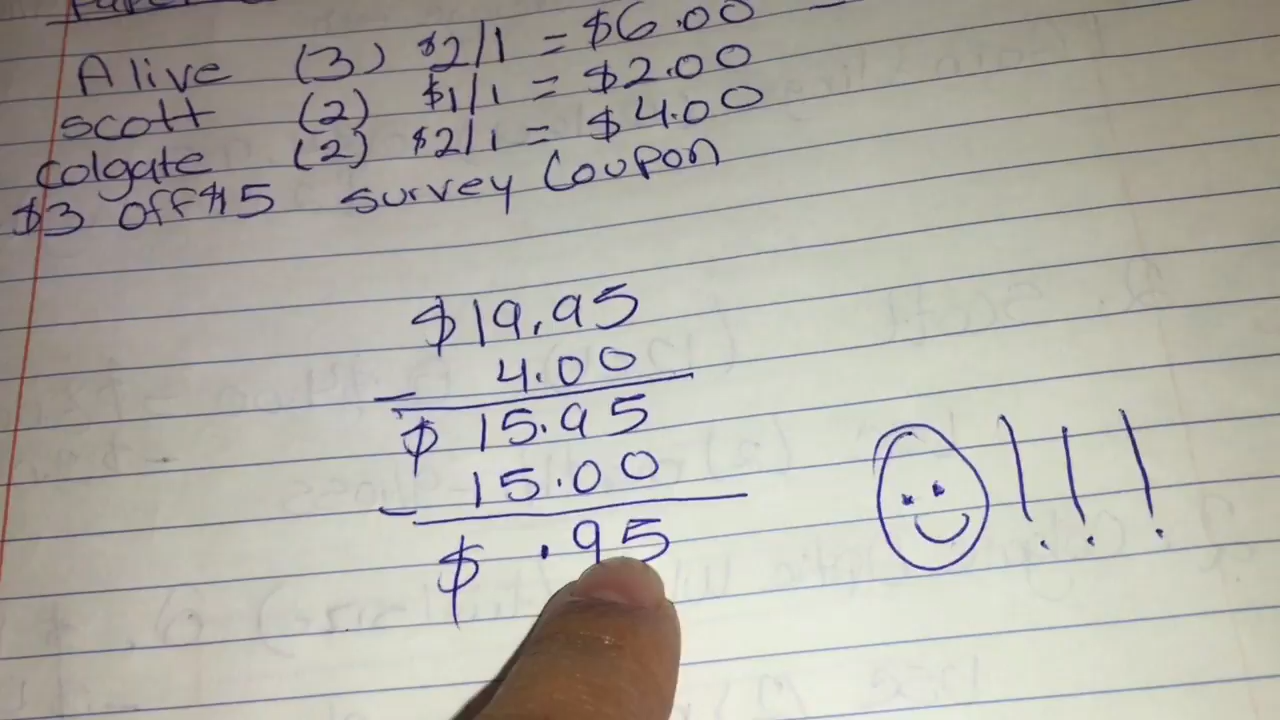 Alive (3) $2/1 = $6.00
Scott (2) $1/1 = $2.00
Colgate (2) $2/1 = $4.00
$3 off $15 survey Coupon
$19.95
- 4.00
$ 15.95
- 15.00
$ .95
!!!